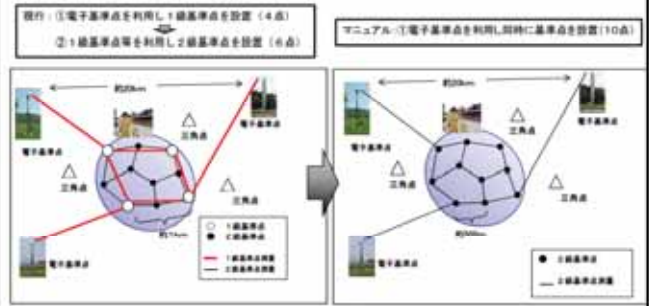 現行：①電子基準点を利用し1級基準点を設置（4点）
②1級基準点等を利用し2級基準点を設置（6点）
マニュアル：①電子基準点を利用し同時に基準点を設置（10点）
約20km
電子基準点
電子基準点
三角点
三角点
三角点
電子基準点
1級基準点
2級基準点
1級基準点測量
2級基準点測量
約20km
電子基準点
電子基準点
三角点
三角点
三角点
約500m
電子基準点
2級基準点
2級基準点測量